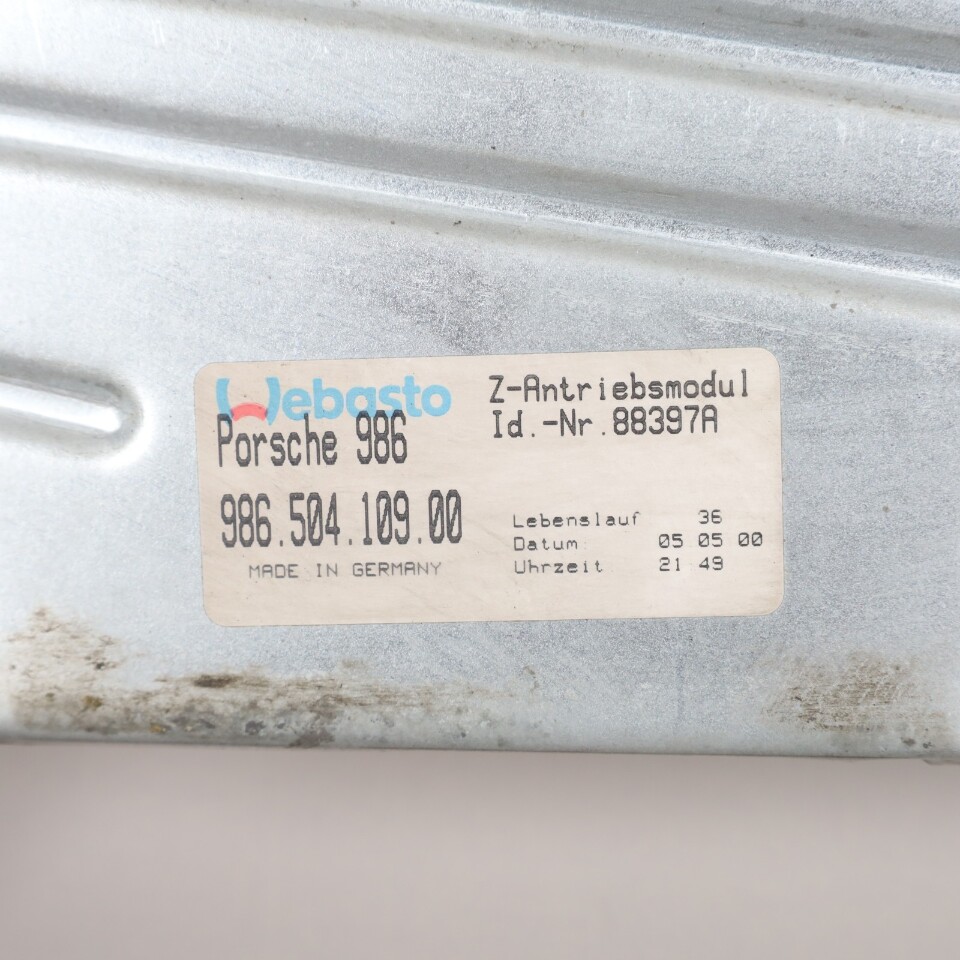 Webasto
Porsche 986
986.504.109.00
MADE IN GERMANY
Z-Antriebsmodul
Id.-Nr.88397A
Lebenslauf 36
Datum 05 05 00
Uhrzeit 21 49